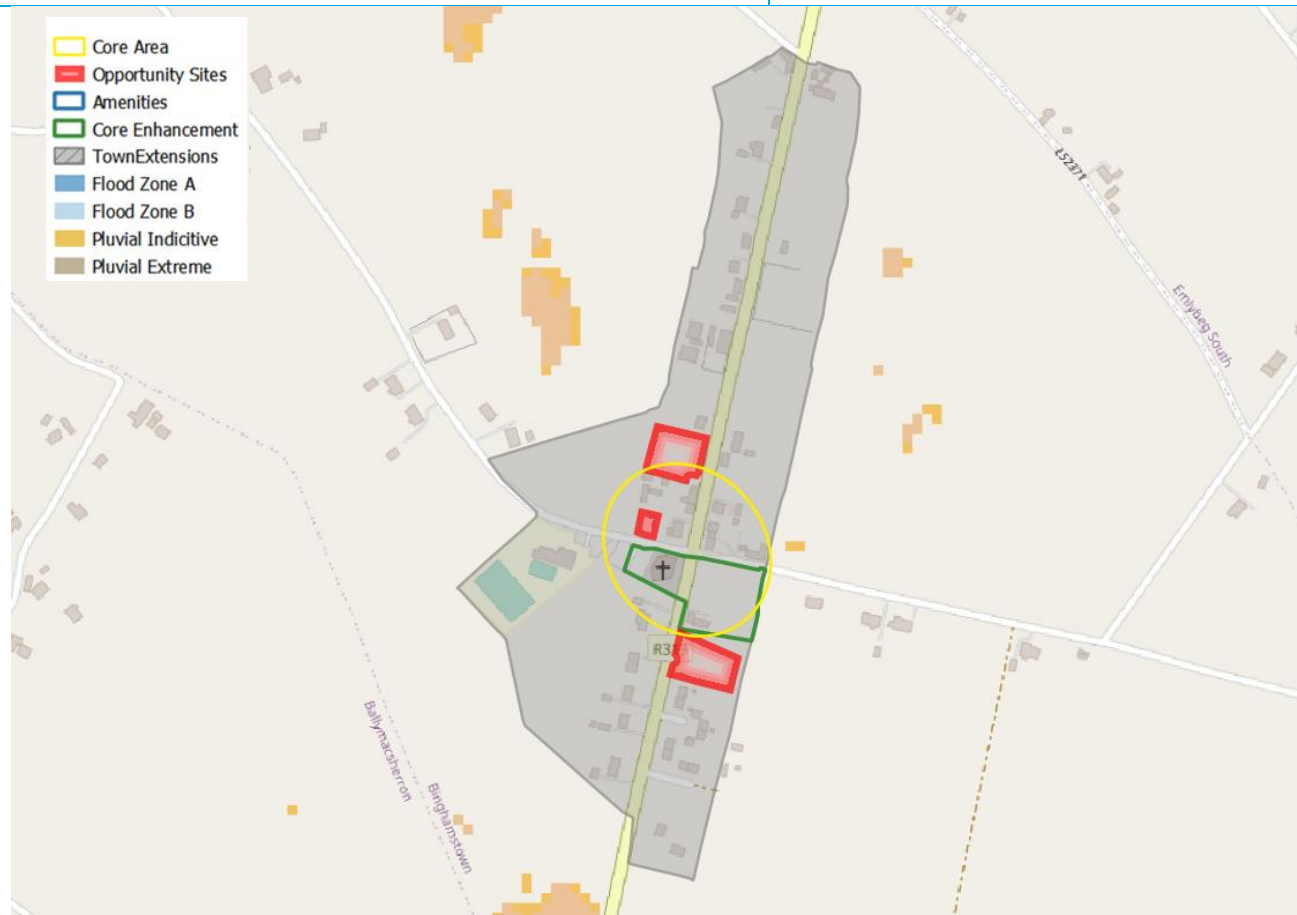 Core Area
Opportunity Sites
Amenities
Core Enhancement
TownExtensions
Flood Zone A
Flood Zone B
Pluvial Indicitive
Pluvial Extreme
L52371
Emlybeg South
Ballymacsherron
Binghamstown